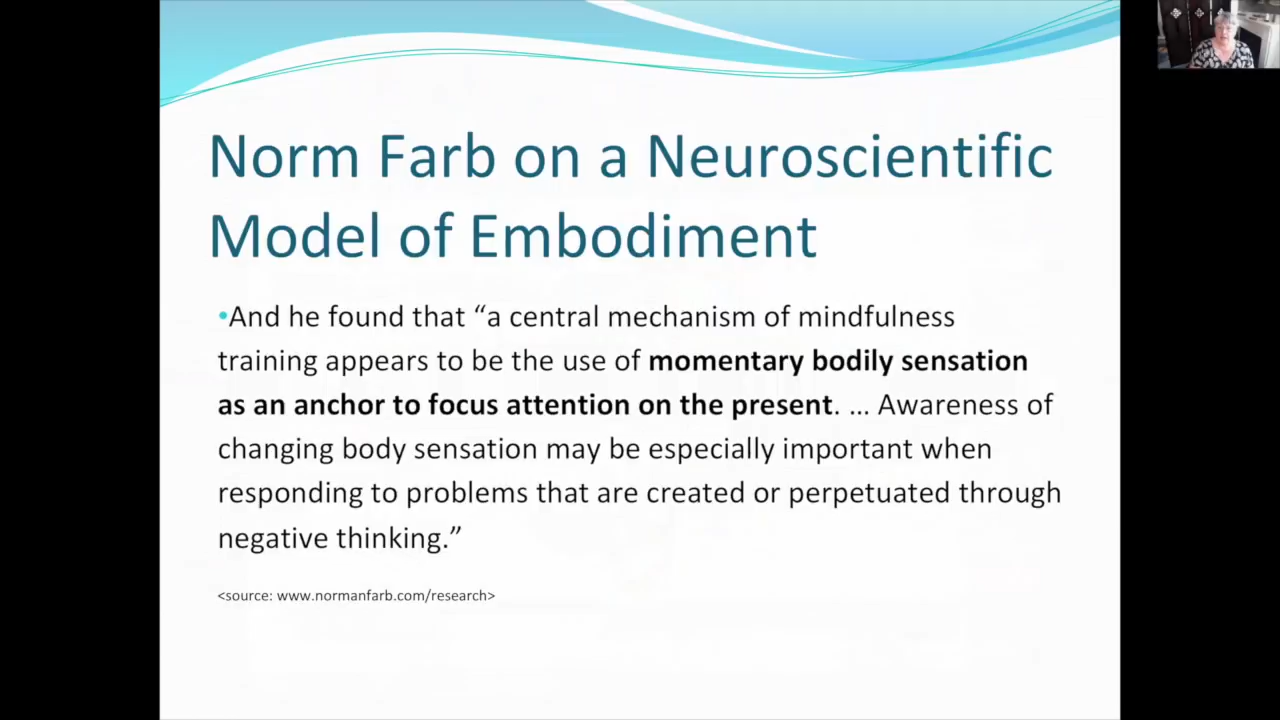 Norm Farb on a Neuroscientific
Model of Embodiment
•And he found that “a central mechanism of mindfulness
training appears to be the use of momentary bodily sensation
as an anchor to focus attention on the present. ... Awareness of
changing body sensation may be especially important when
responding to problems that are created or perpetuated through
negative thinking.”
<source: www.normanfarb.com/research>